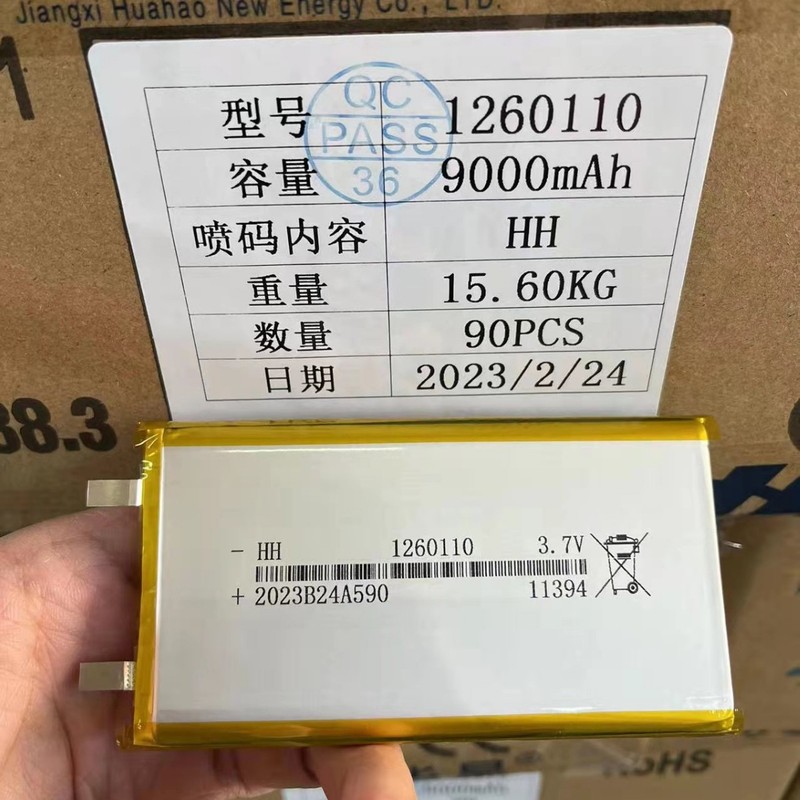 Jiangxi Huahao New Energy Co., LTD.
1
QC
PASS
36
型号 1260110
容量 9000mAh
喷码内容 HH
重量 15.60KG
数量 90PCS
日期 2023/2/24
38.3
- HH 1260110 3.7V
+ 2023B24A590 11394
RoHS